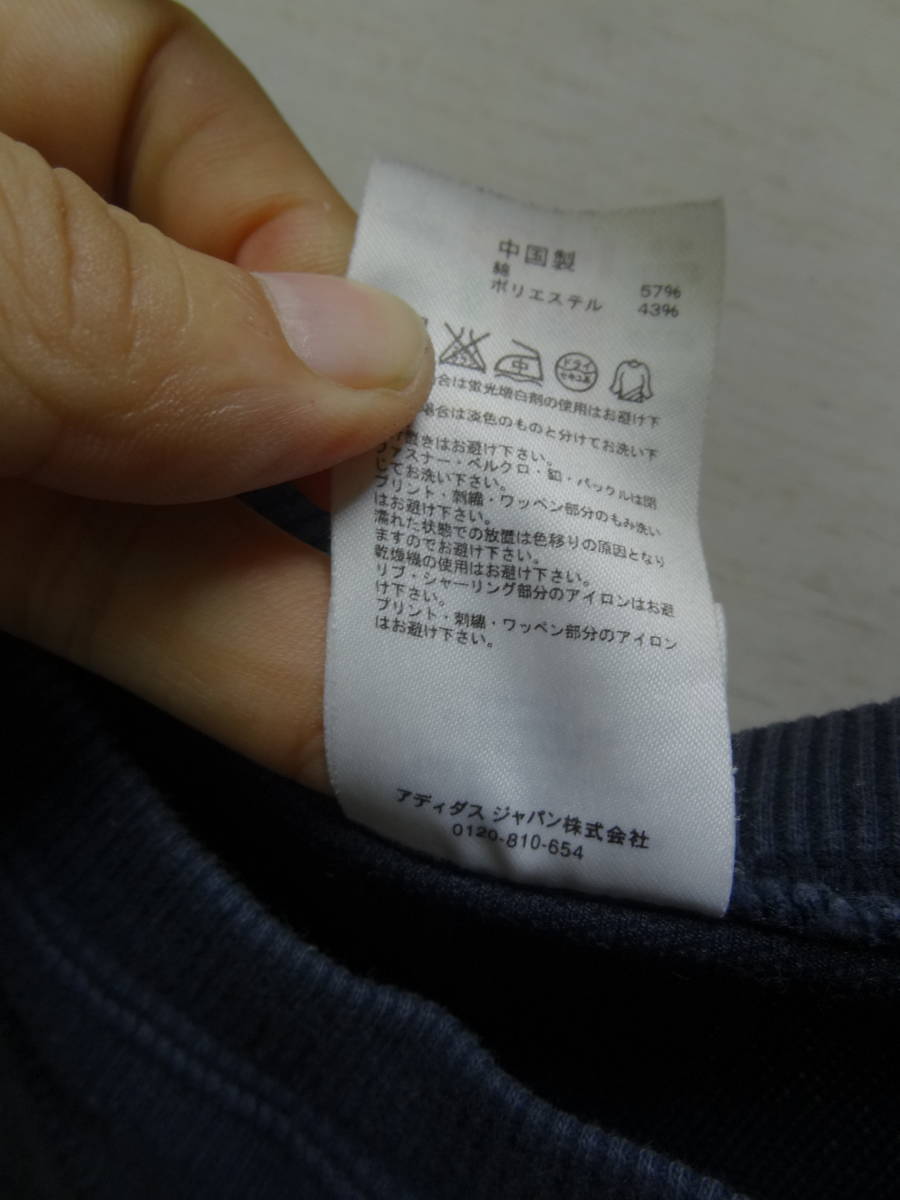 中国製
綿 57%
ポリエステル 43%
中
ドライ
合は蛍光増白剤の使用はお避け下
場合は淡色のものと分けてお洗い下
置きはお避け下さい。
ファスナー・ベルクロ・釦・バックルは閉
じてお洗い下さい。
プリント・刺繍・ワッペン部分のもみ洗い
はお避け下さい。
濡れた状態での放置は色移りの原因となり
ますのでお避け下さい。
乾燥機の使用はお避け下さい。
リブ・シャーリング部分のアイロンはお避
け下さい。
プリント・刺繍・ワッペン部分のアイロン
はお避け下さい。
アディダス ジャパン株式会社
0120-810-654